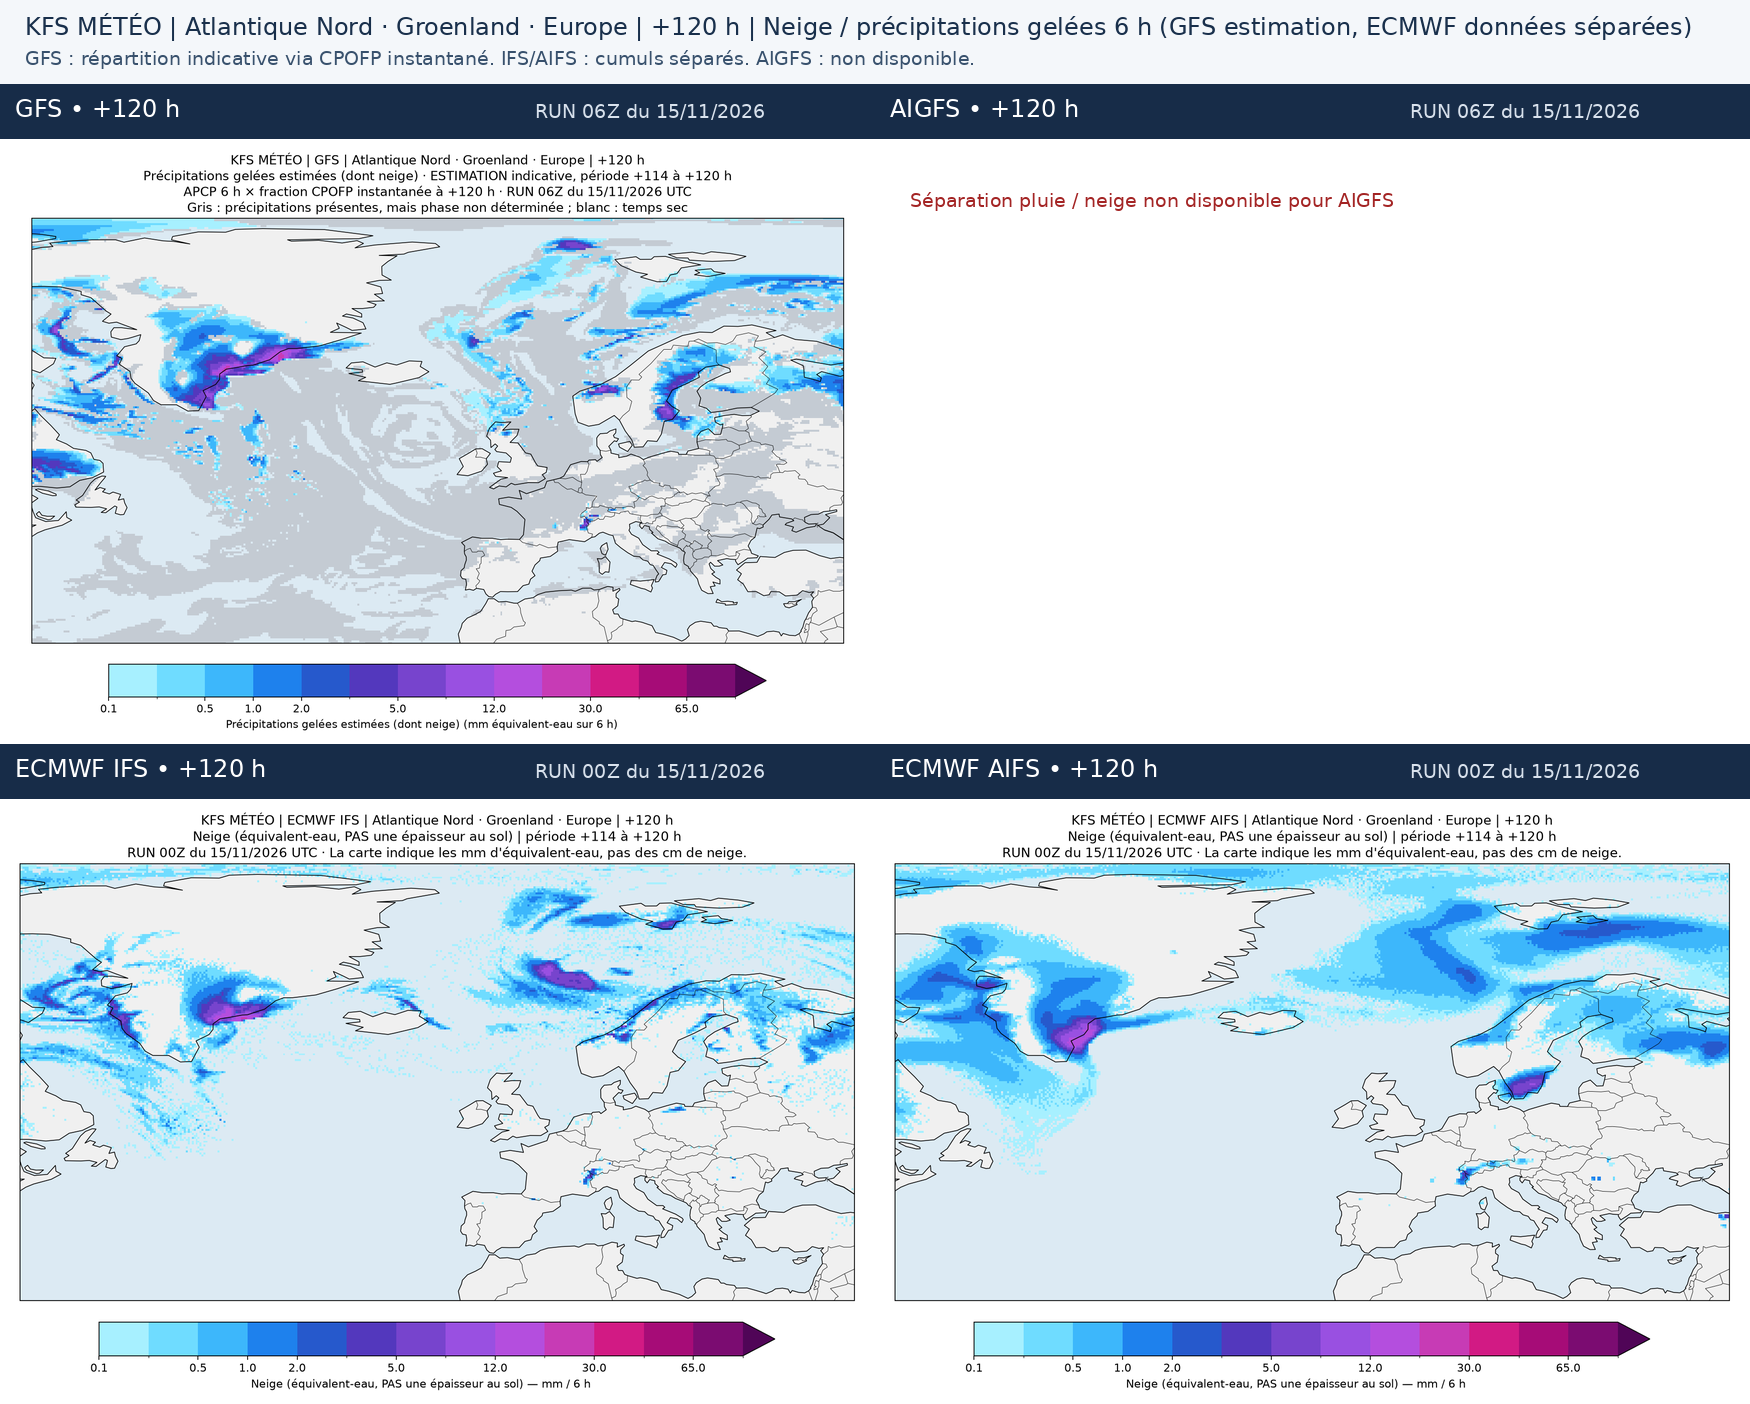 KFS MÉTÉO | Atlantique Nord · Groenland · Europe | +120 h | Neige / précipitations gelées 6 h (GFS estimation, ECMWF données séparées)
GFS : répartition indicative via CPOFP instantané. IFS/AIFS : cumuls séparés. AIGFS : non disponible.
GFS • +120 h
RUN 06Z du 15/11/2026
AIGFS • +120 h
RUN 06Z du 15/11/2026
KFS MÉTÉO | GFS | Atlantique Nord · Groenland · Europe | +120 h
Précipitations gelées estimées (dont neige) · ESTIMATION indicative, période +114 à +120 h
APCP 6 h × fraction CPOFP instantanée à +120 h · RUN 06Z du 15/11/2026 UTC
Gris : précipitations présentes, mais phase non déterminée ; blanc : temps sec
Séparation pluie / neige non disponible pour AIGFS
0.1 0.5 1.0 2.0 5.0 12.0 30.0 65.0
Précipitations gelées estimées (dont neige) (mm équivalent-eau sur 6 h)
ECMWF IFS • +120 h
RUN 00Z du 15/11/2026
ECMWF AIFS • +120 h
RUN 00Z du 15/11/2026
KFS MÉTÉO | ECMWF IFS | Atlantique Nord · Groenland · Europe | +120 h
Neige (équivalent-eau, PAS une épaisseur au sol) | période +114 à +120 h
RUN 00Z du 15/11/2026 UTC · La carte indique les mm d'équivalent-eau, pas des cm de neige.
0.1 0.5 1.0 2.0 5.0 12.0 30.0 65.0
Neige (équivalent-eau, PAS une épaisseur au sol) — mm / 6 h
KFS MÉTÉO | ECMWF AIFS | Atlantique Nord · Groenland · Europe | +120 h
Neige (équivalent-eau, PAS une épaisseur au sol) | période +114 à +120 h
RUN 00Z du 15/11/2026 UTC · La carte indique les mm d'équivalent-eau, pas des cm de neige.
0.1 0.5 1.0 2.0 5.0 12.0 30.0 65.0
Neige (équivalent-eau, PAS une épaisseur au sol) — mm / 6 h